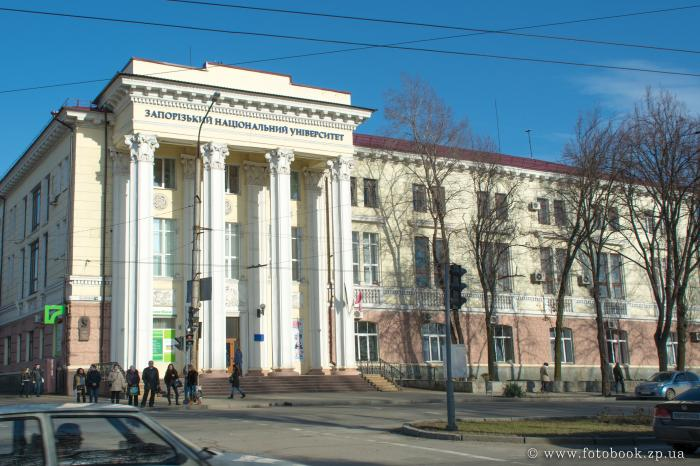 ЗАПОРІЗЬКИЙ НАЦІОНАЛЬНИЙ УНІВЕРСИТЕТ
© www.fotobook.zp.ua